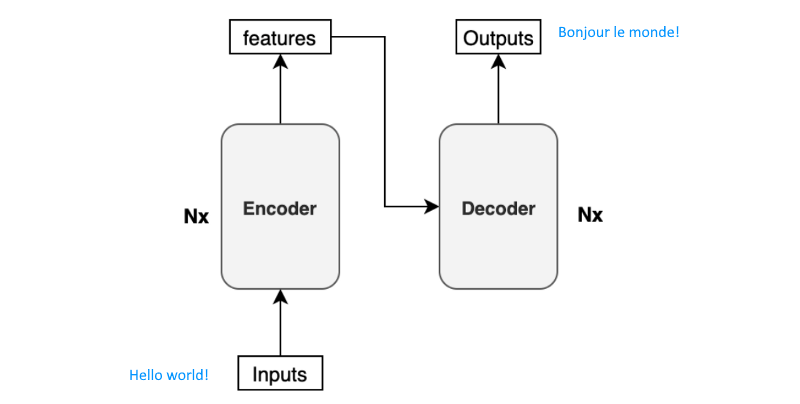 features
Outputs
Bonjour le monde!
Nx
Encoder
Decoder
Nx
Hello world!
Inputs